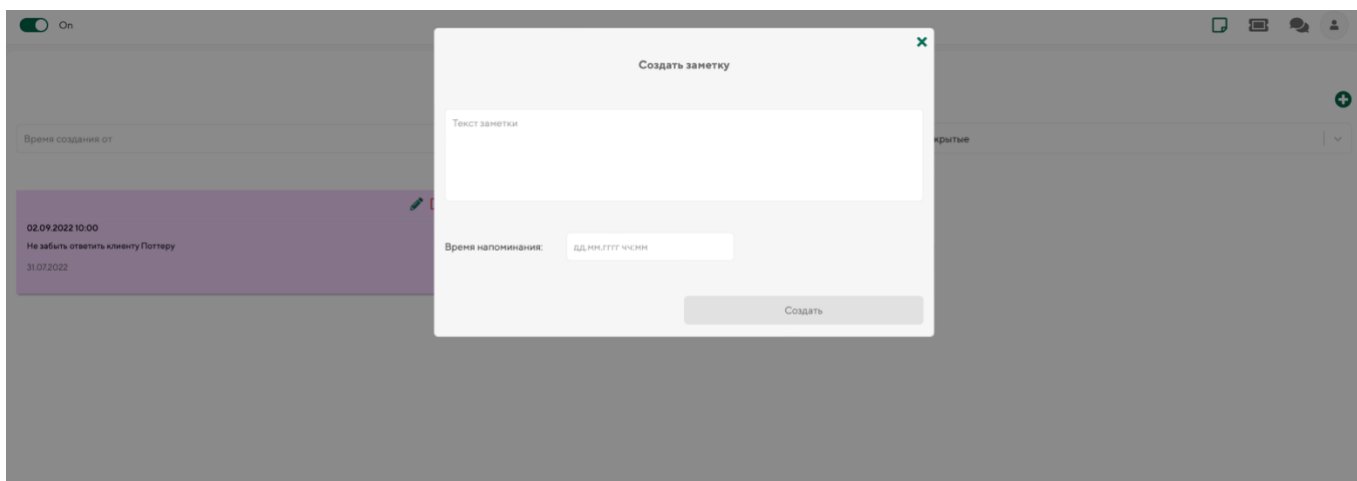 On
Создать заметку
Текст заметки
Время создания от
крытые
02.09.2022 10:00
Не забыть ответить клиенту Поттеру
31.07.2022
Время напоминания:
дд.мм.гггг чч:мм
Создать